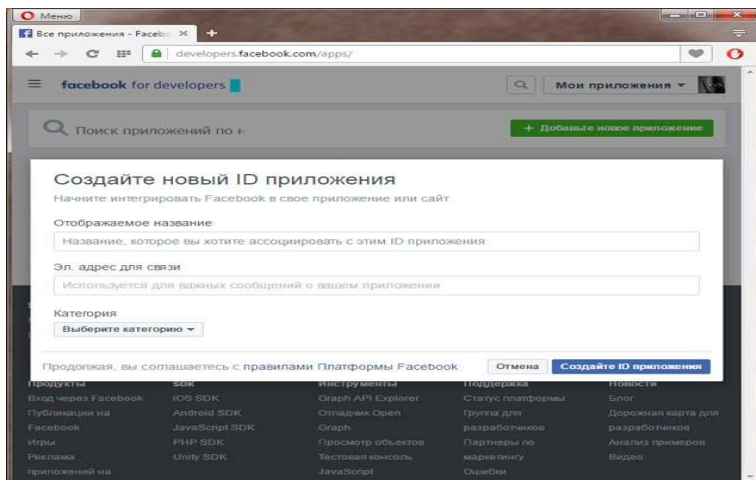 Меню
Все приложения - Facebo
developers.facebook.com/apps/
facebook for developers
Мои приложения
Поиск приложений по н
+ Добавьте новое приложение
Создайте новый ID приложения
Начните интегрировать Facebook в свое приложение или сайт
Отображаемое название
Название, которое вы хотите ассоциировать с этим ID приложения
Эл. адрес для связи
Используется для важных сообщений о вашем приложении
Категория
Выберите категорию
Продолжая, вы соглашаетесь с правилами Платформы Facebook
Отмена
Создайте ID приложения
Продукты
SDK
Инструменты
Поддержка
Новости
Вход через Facebook
iOS SDK
Graph API Explorer
Статус платформы
Блог
Публикации на
Android SDK
Отладчик Open
Группа для
Дорожная карта для
Facebook
JavaScript SDK
Graph
разработчиков
разработчиков
Игры
PHP SDK
Просмотр объектов
Партнеры по
Анализ примеров
Реклама
Unity SDK
Тестовая консоль
маркетингу
Видео
приложений на
JavaScript
Ошибки